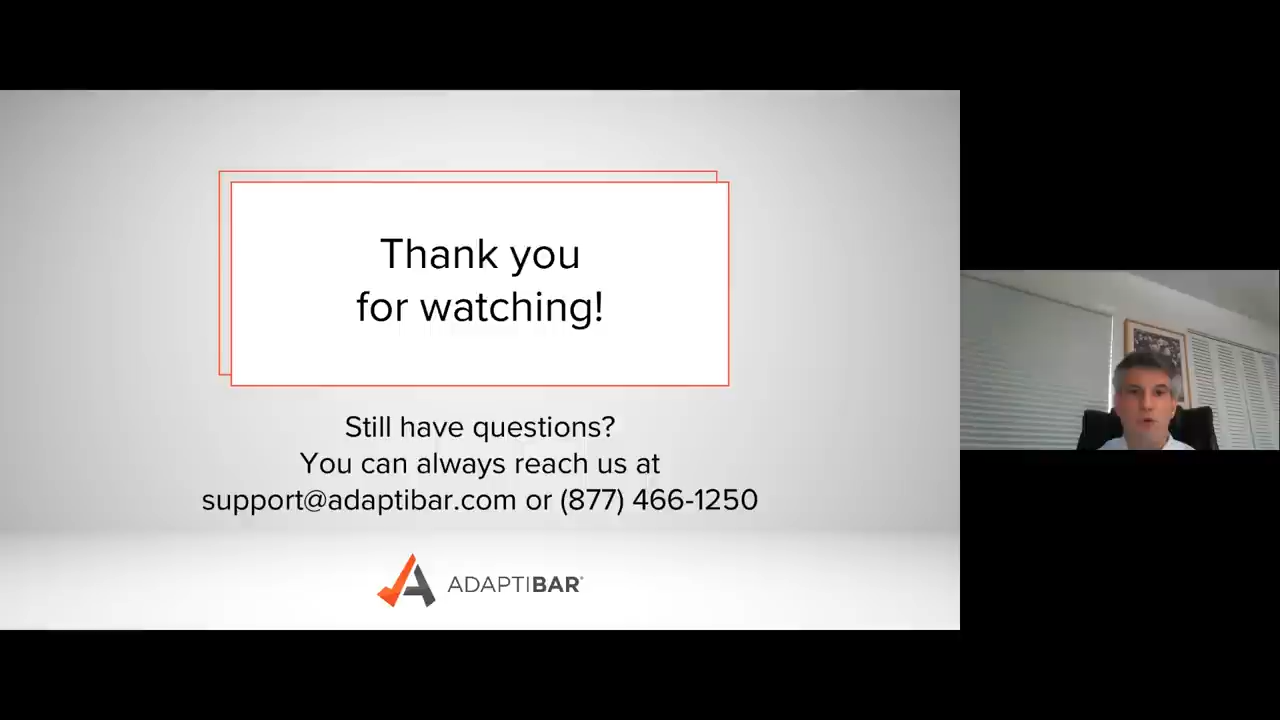 Thank you
for watching!
Still have questions?
You can always reach us at
support@adaptibar.com or (877) 466-1250
ADAPTIBAR®